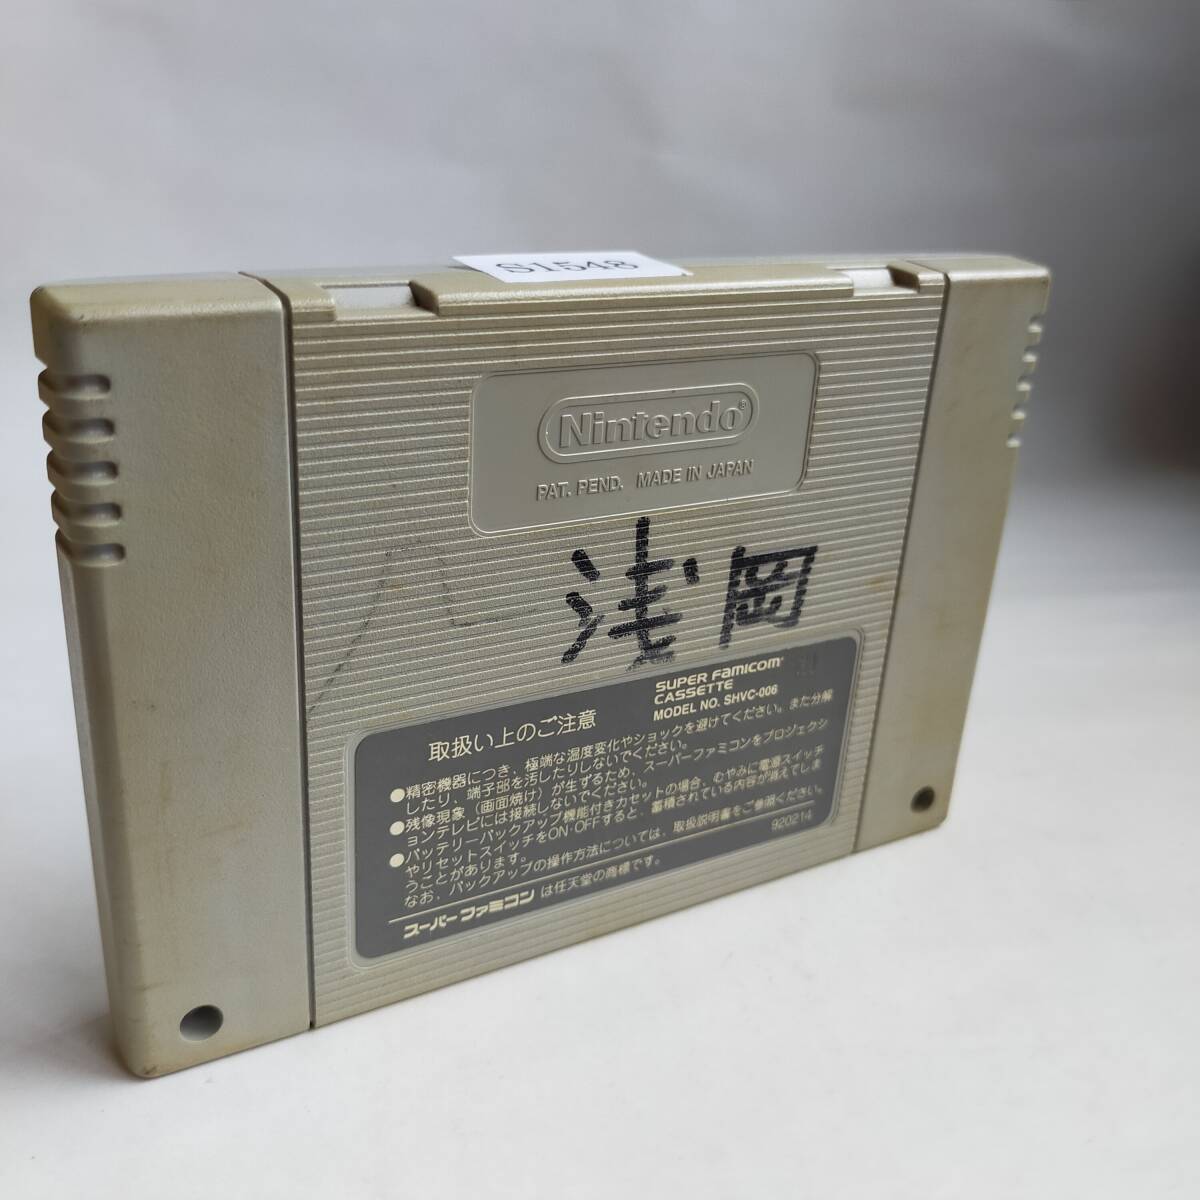 S1548
Nintendo®
PAT. PEND. MADE IN JAPAN
浅岡
SUPER FAMICOM
CASSETTE
MODEL NO. SHVC-006
取扱い上のご注意
●精密機器につき、極端な温度変化やショックを避けてください。また分解
したり、端子部を汚したりしないでください。
●残像現象(画面焼け)が生ずるため、スーパーファミコンをプロジェクシ
ョンテレビには接続しないでください。
●バッテリーバックアップ機能付きカセットの場合、むやみに電源スイッチ
やリセットスイッチをON・OFFすると、蓄積されている内容が消えてしま
うことがあります。
なお、バックアップの操作方法については、取扱説明書をご参照ください。
920214
スーパーファミコンは任天堂の商標です。